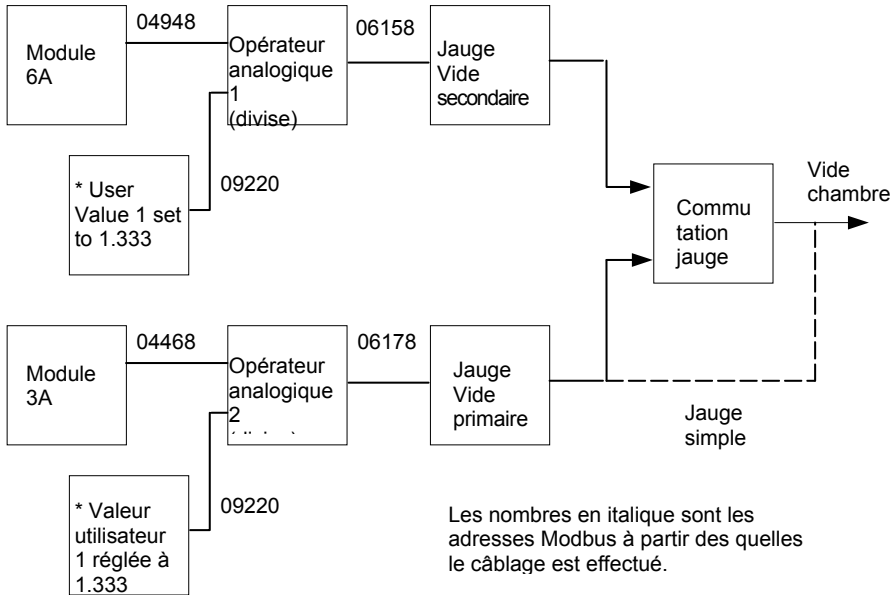 04948
Module
6A
Opérateur
analogique
1
(divise)
06158
Jauge
Vide
secondaire
* User
Value 1 set
to 1.333
09220
Commu
tation
jauge
Vide
chambre
04468
Module
3A
Opérateur
analogique
2
06178
Jauge
Vide
primaire
Jauge
simple
* Valeur
utilisateur
1 réglée à
1.333
09220
Les nombres en italique sont les
adresses Modbus à partir des quelles
le câblage est effectué.